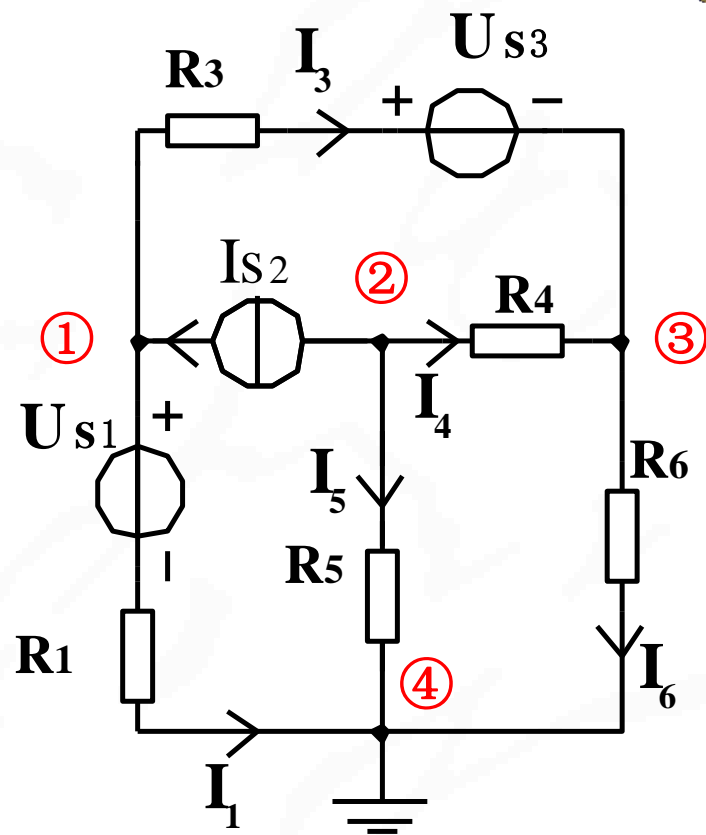 Us3
I3
R3
+ −
Is2
②
R4
①
③
I4
+
Us1
R6
I5
−
R5
R1
④
I6
I1